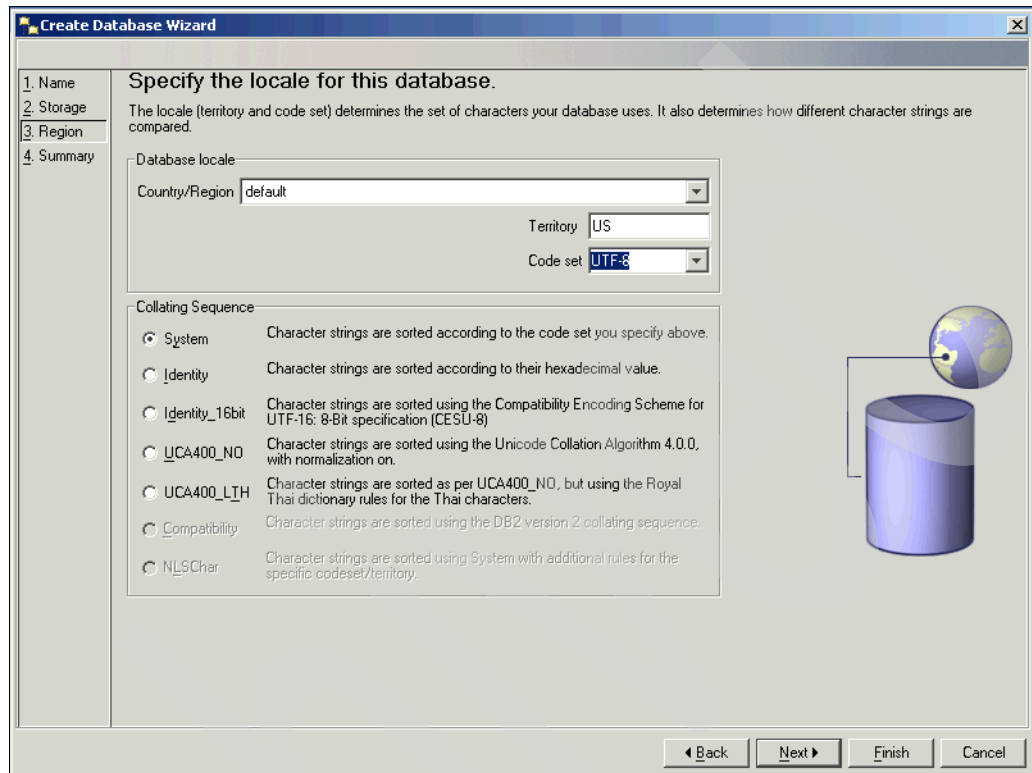 Create Database Wizard
1. Name
2. Storage
3. Region
4. Summary
Specify the locale for this database.
The locale (territory and code set) determines the set of characters your database uses. It also determines how different character strings are
compared.
Database locale
Country/Region default
Territory US
Code set UTF-8
Collating Sequence
System Character strings are sorted according to the code set you specify above.
Identity Character strings are sorted according to their hexadecimal value.
Identity_16bit Character strings are sorted using the Compatibility Encoding Scheme for
UTF-16: 8-Bit specification (CESU-8)
UCA400_NO Character strings are sorted using the Unicode Collation Algorithm 4.0.0,
with normalization on.
UCA400_LTH Character strings are sorted as per UCA400_NO, but using the Royal
Thai dictionary rules for the Thai characters.
Compatibility Character strings are sorted using the DB2 version 2 collating sequence.
NLSChar Character strings are sorted using System with additional rules for the
specific codeset/territory.
Back Next Finish Cancel